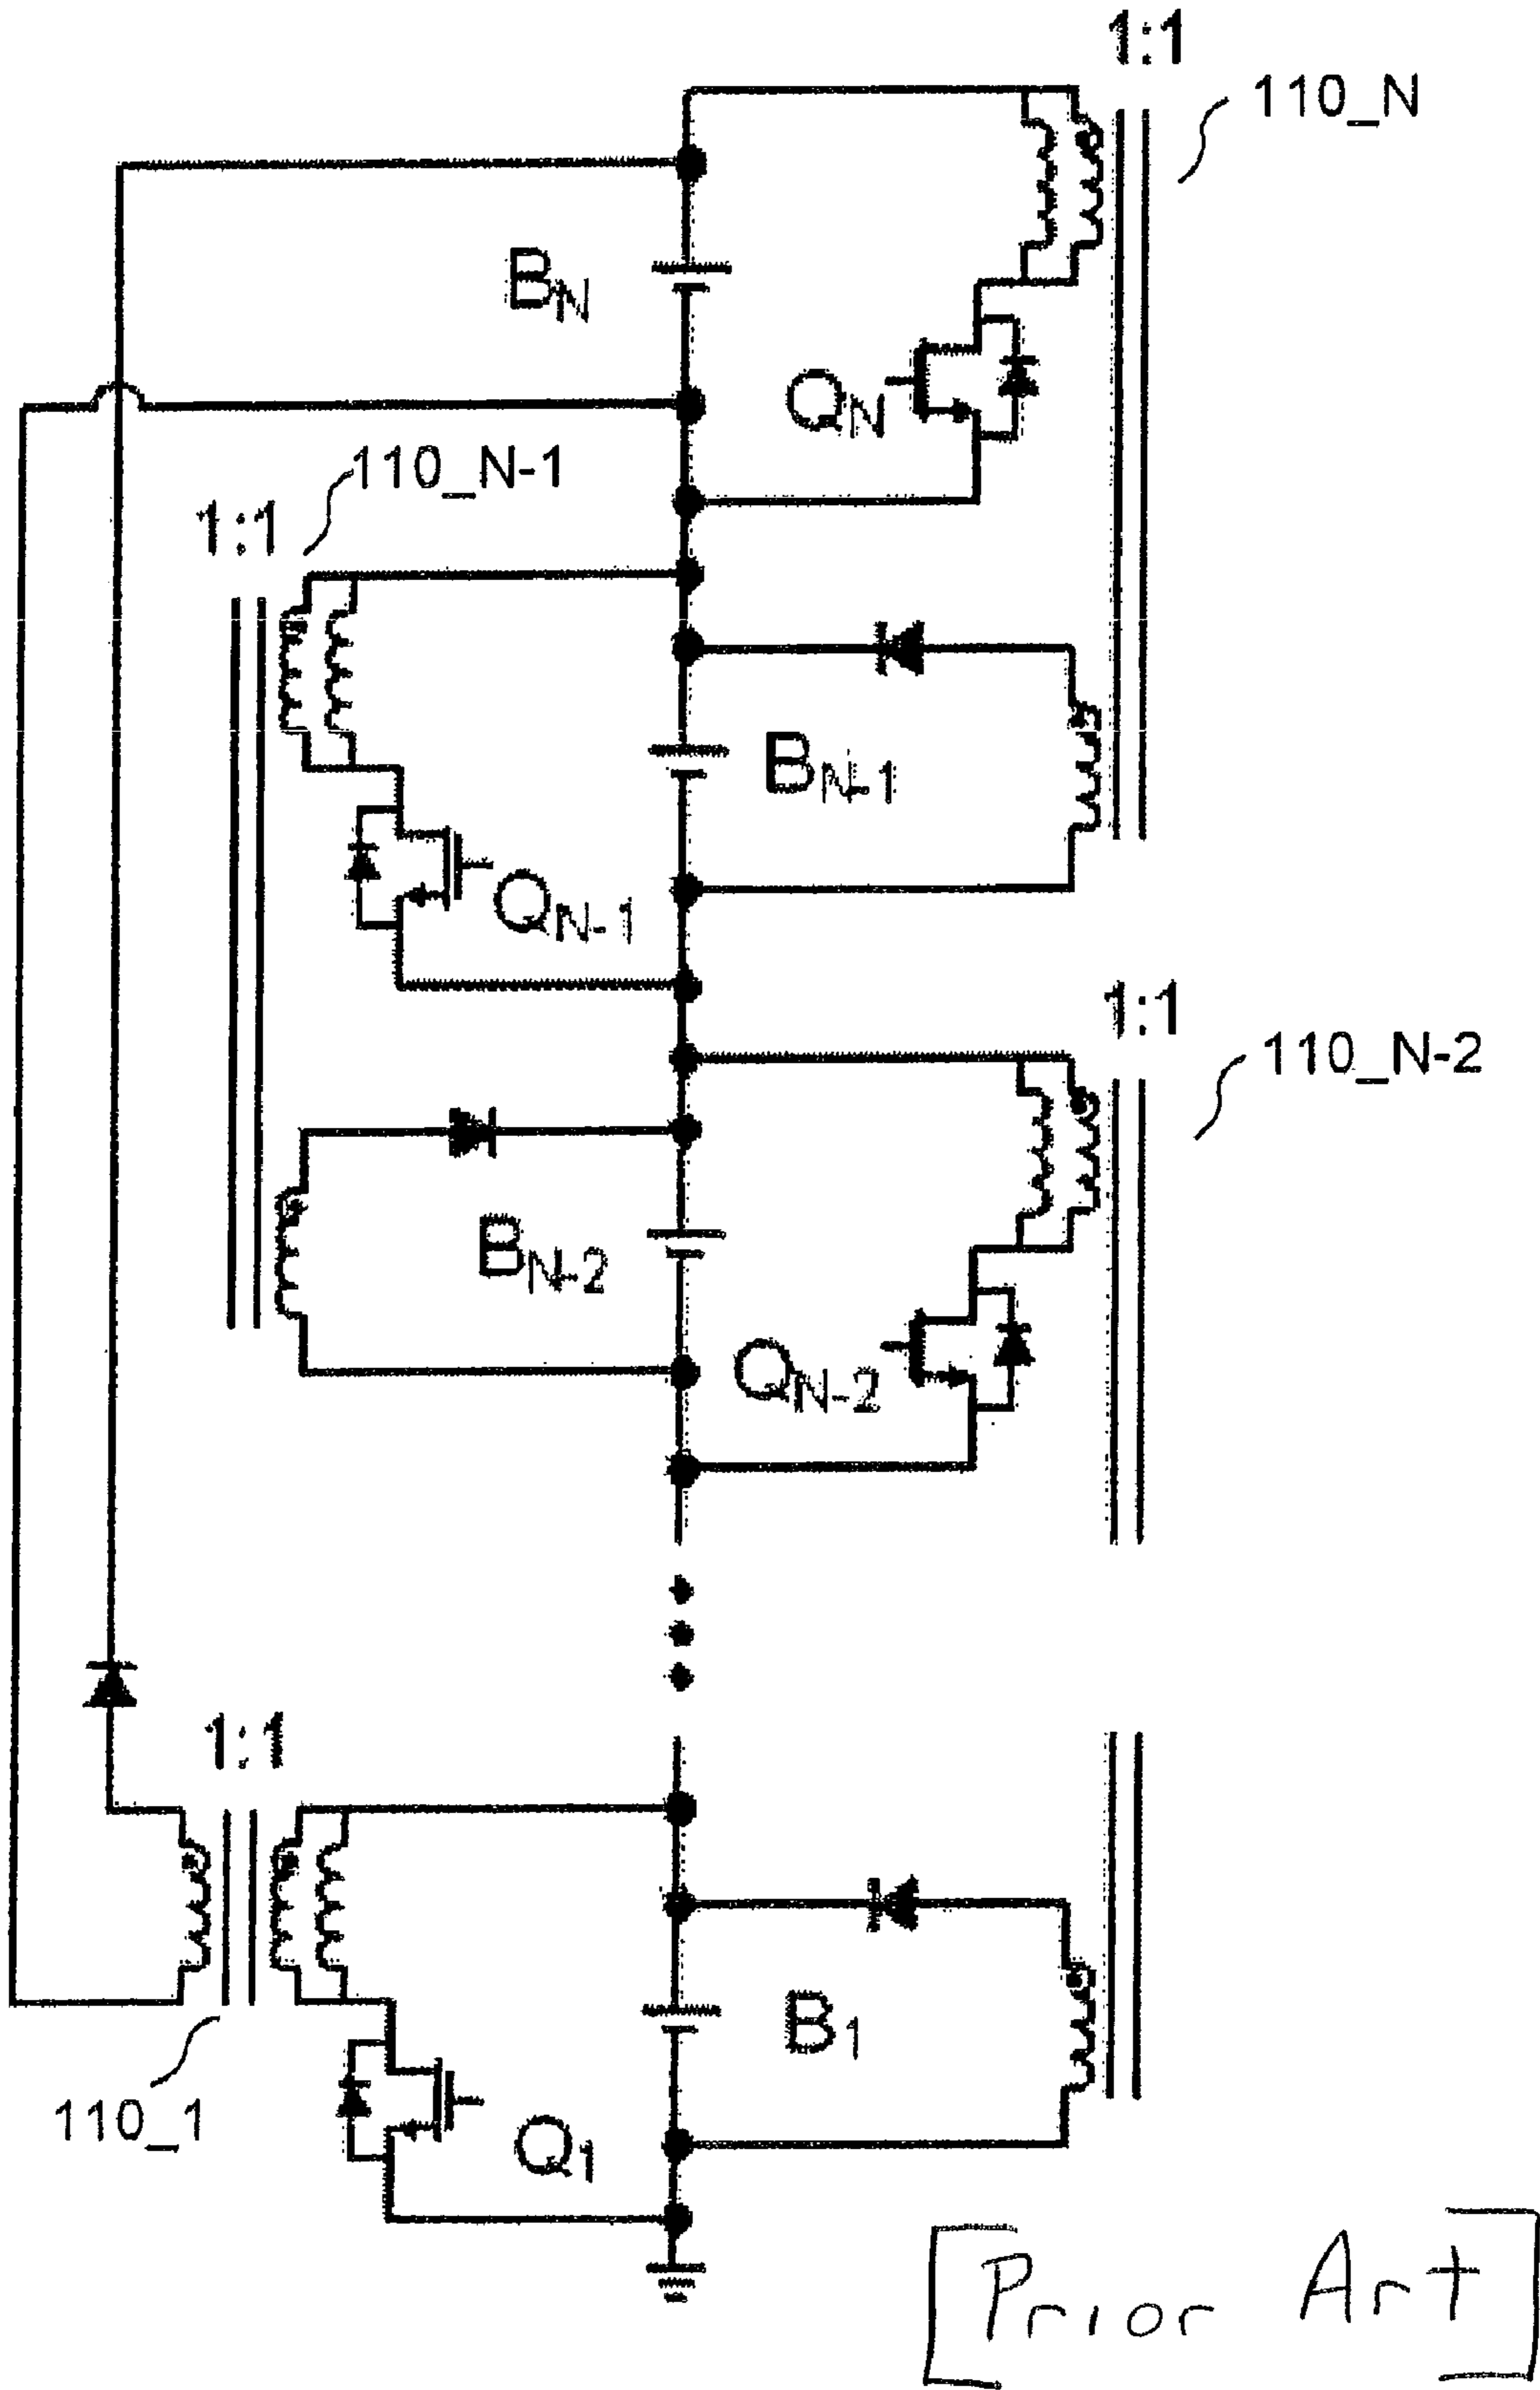 1:1
110_N
BN
QN
110_N-1
1:1
BN-1
QN-1
1:1
110_N-2
BN-2
QN-2
1:1
B1
110_1
Q1
[Prior Art]